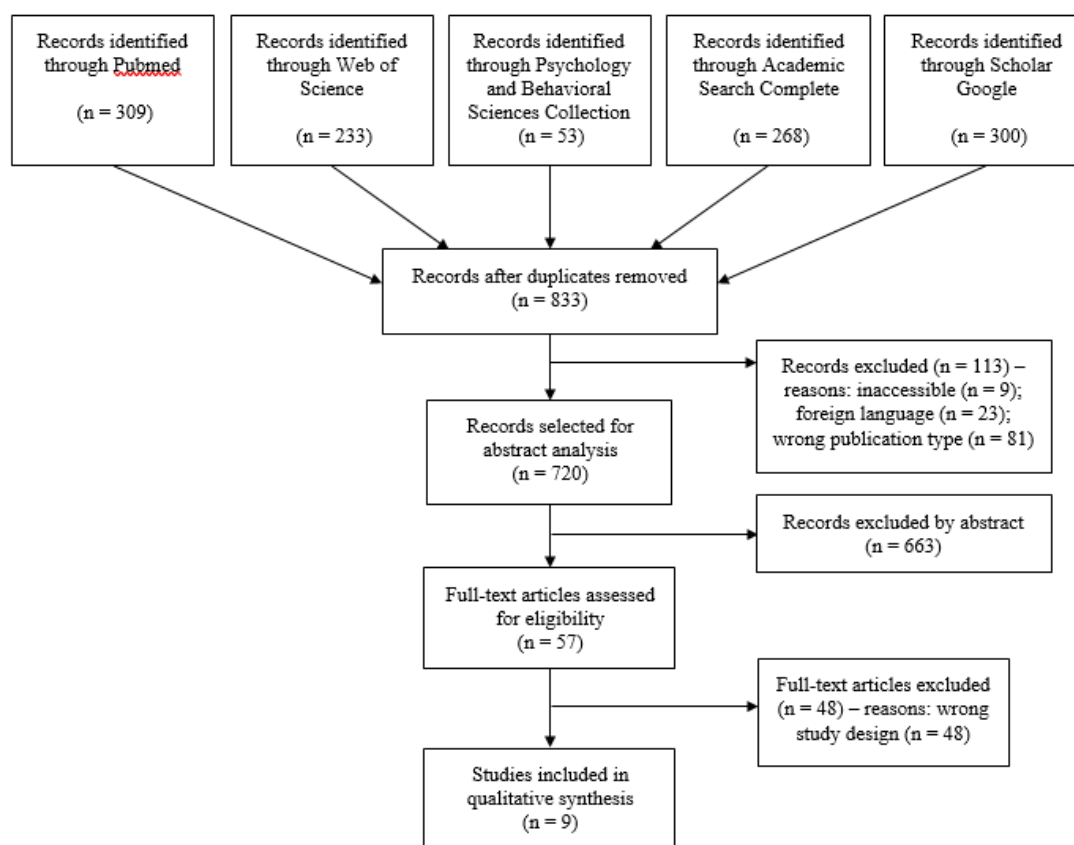 Records identified
through Pubmed
(n = 309)
Records identified
through Web of
Science
(n = 233)
Records identified
through Psychology
and Behavioral
Sciences Collection
(n = 53)
Records identified
through Academic
Search Complete
(n = 268)
Records identified
through Scholar
Google
(n = 300)
Records after duplicates removed
(n = 833)
Records excluded (n = 113) –
reasons: inaccessible (n = 9);
foreign language (n = 23);
wrong publication type (n = 81)
Records selected for
abstract analysis
(n = 720)
Records excluded by abstract
(n = 663)
Full-text articles assessed
for eligibility
(n = 57)
Full-text articles excluded
(n = 48) – reasons: wrong
study design (n = 48)
Studies included in
qualitative synthesis
(n = 9)